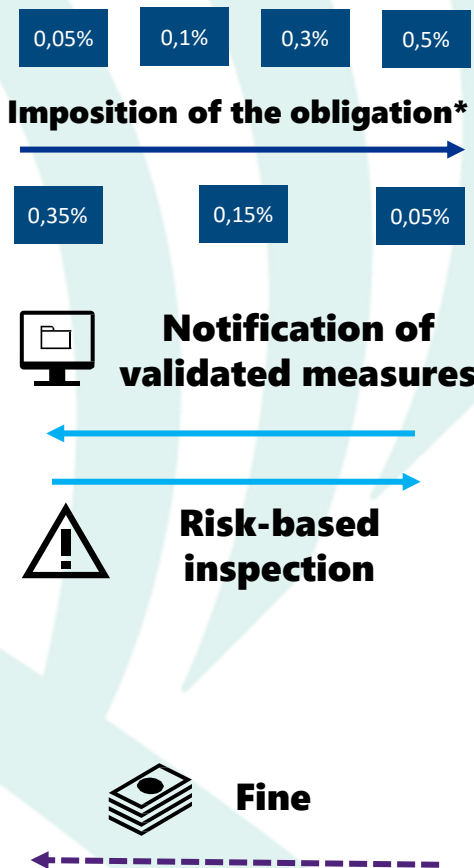 0,05% 0,1% 0,3% 0,5%
Imposition of the obligation*
0,35% 0,15% 0,05%
Notification of
validated measures
Risk-based
inspection
Fine